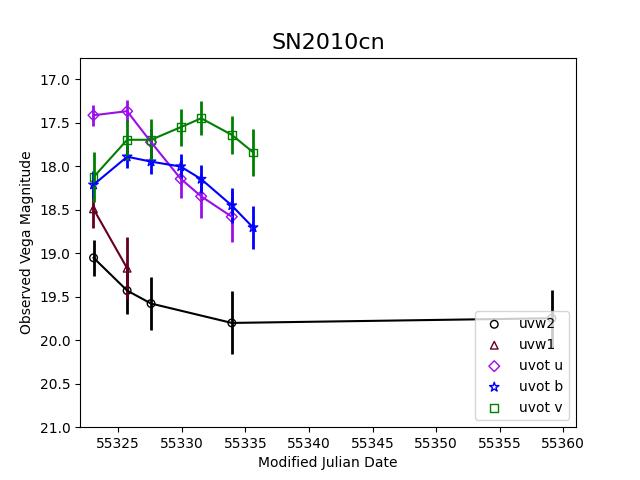 SN2010cn
17.0
17.5
18.0
18.5
19.0
19.5
20.0
20.5
21.0
Observed Vega Magnitude
uvw2
uvw1
uvot u
uvot b
uvot v
55325 55330 55335 55340 55345 55350 55355 55360
Modified Julian Date